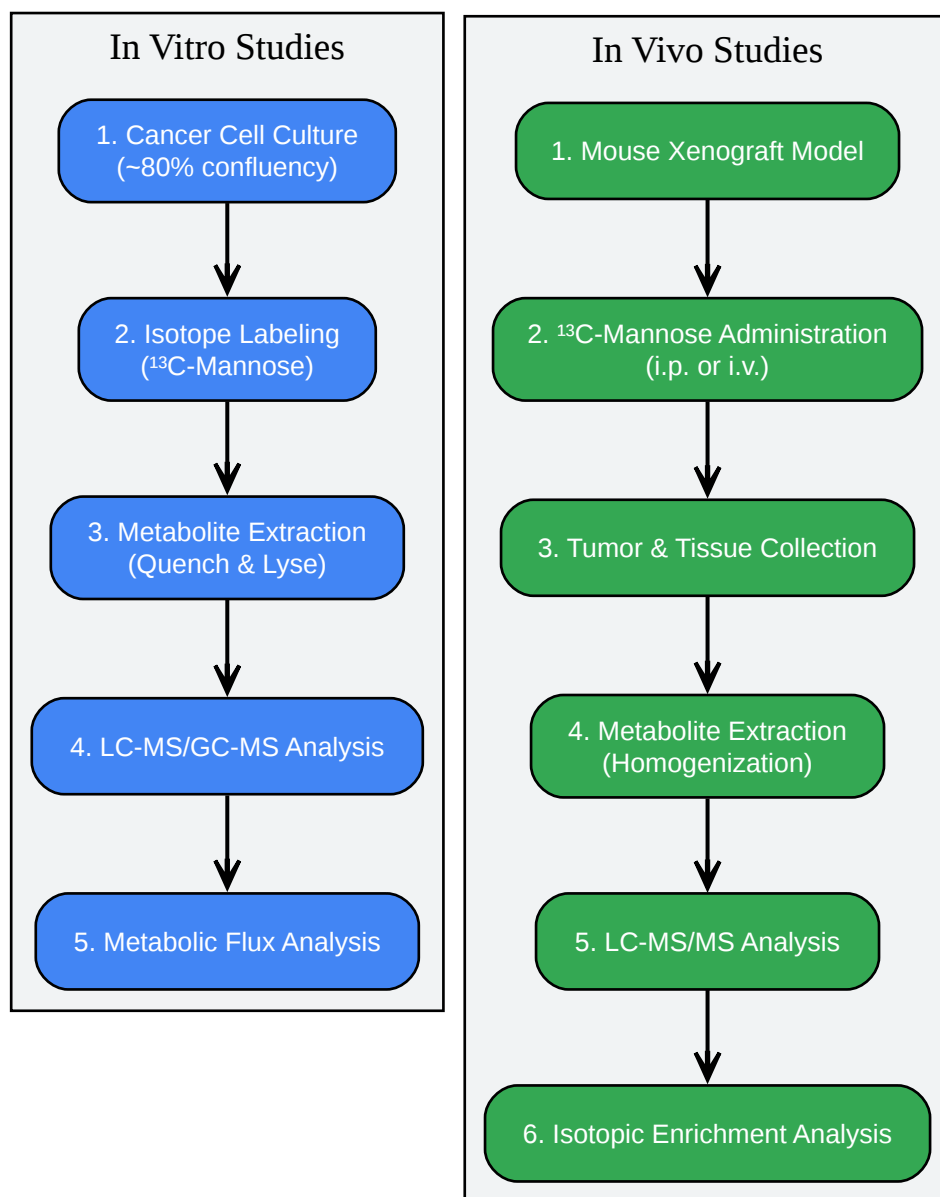 In Vitro Studies
1. Cancer Cell Culture
(~80% confluency)
2. Isotope Labeling
(¹³C-Mannose)
3. Metabolite Extraction
(Quench & Lyse)
4. LC-MS/GC-MS Analysis
5. Metabolic Flux Analysis
In Vivo Studies
1. Mouse Xenograft Model
2. ¹³C-Mannose Administration
(i.p. or i.v.)
3. Tumor & Tissue Collection
4. Metabolite Extraction
(Homogenization)
5. LC-MS/MS Analysis
6. Isotopic Enrichment Analysis